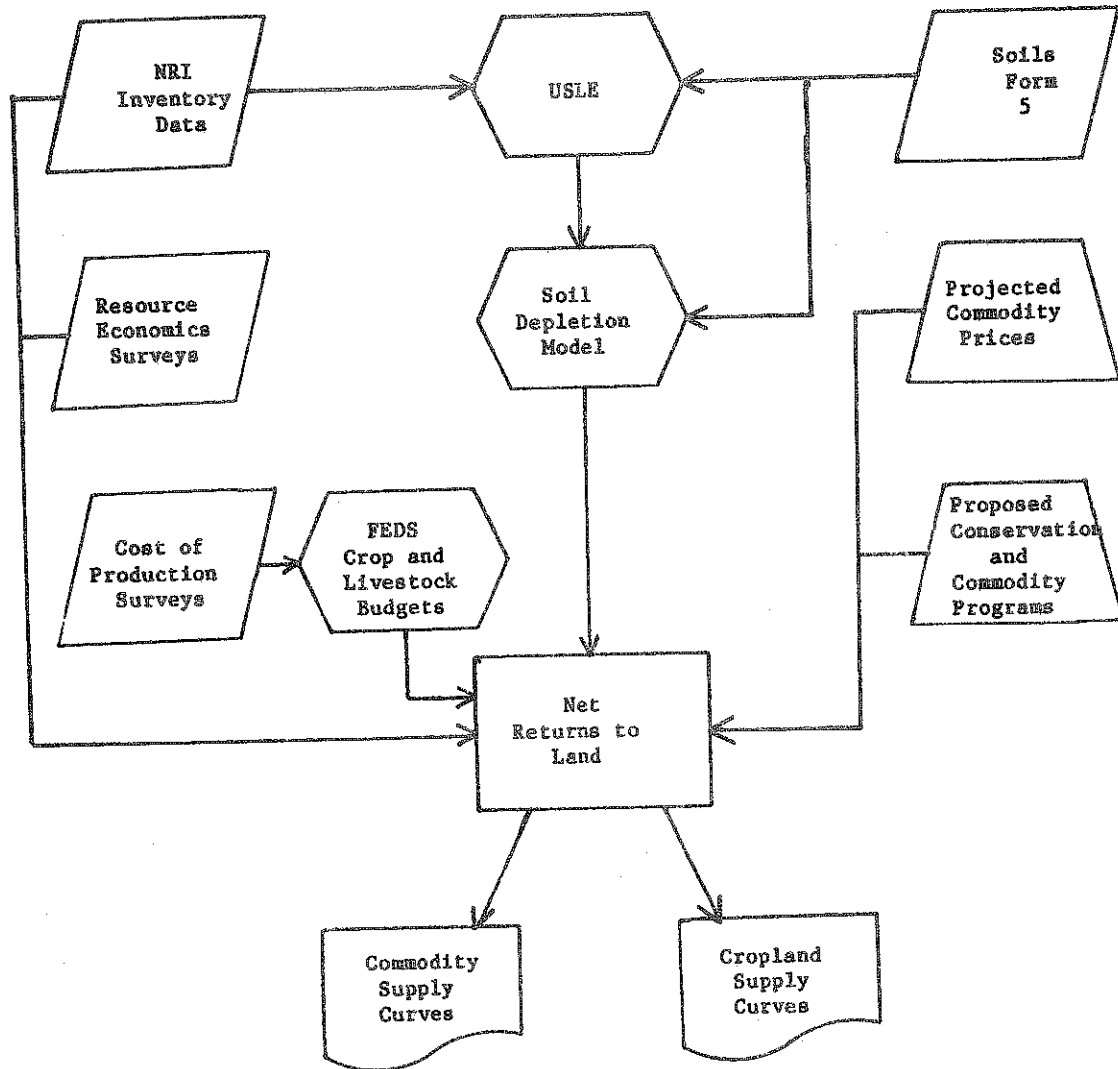 NRI
Inventory
Data
USLE
Soils
Form
5
Resource
Economics
Surveys
Soil
Depletion
Model
Projected
Commodity
Prices
Cost of
Production
Surveys
FEDS
Crop and
Livestock
Budgets
Proposed
Conservation
and
Commodity
Programs
Net
Returns to
Land
Commodity
Supply
Curves
Cropland
Supply
Curves